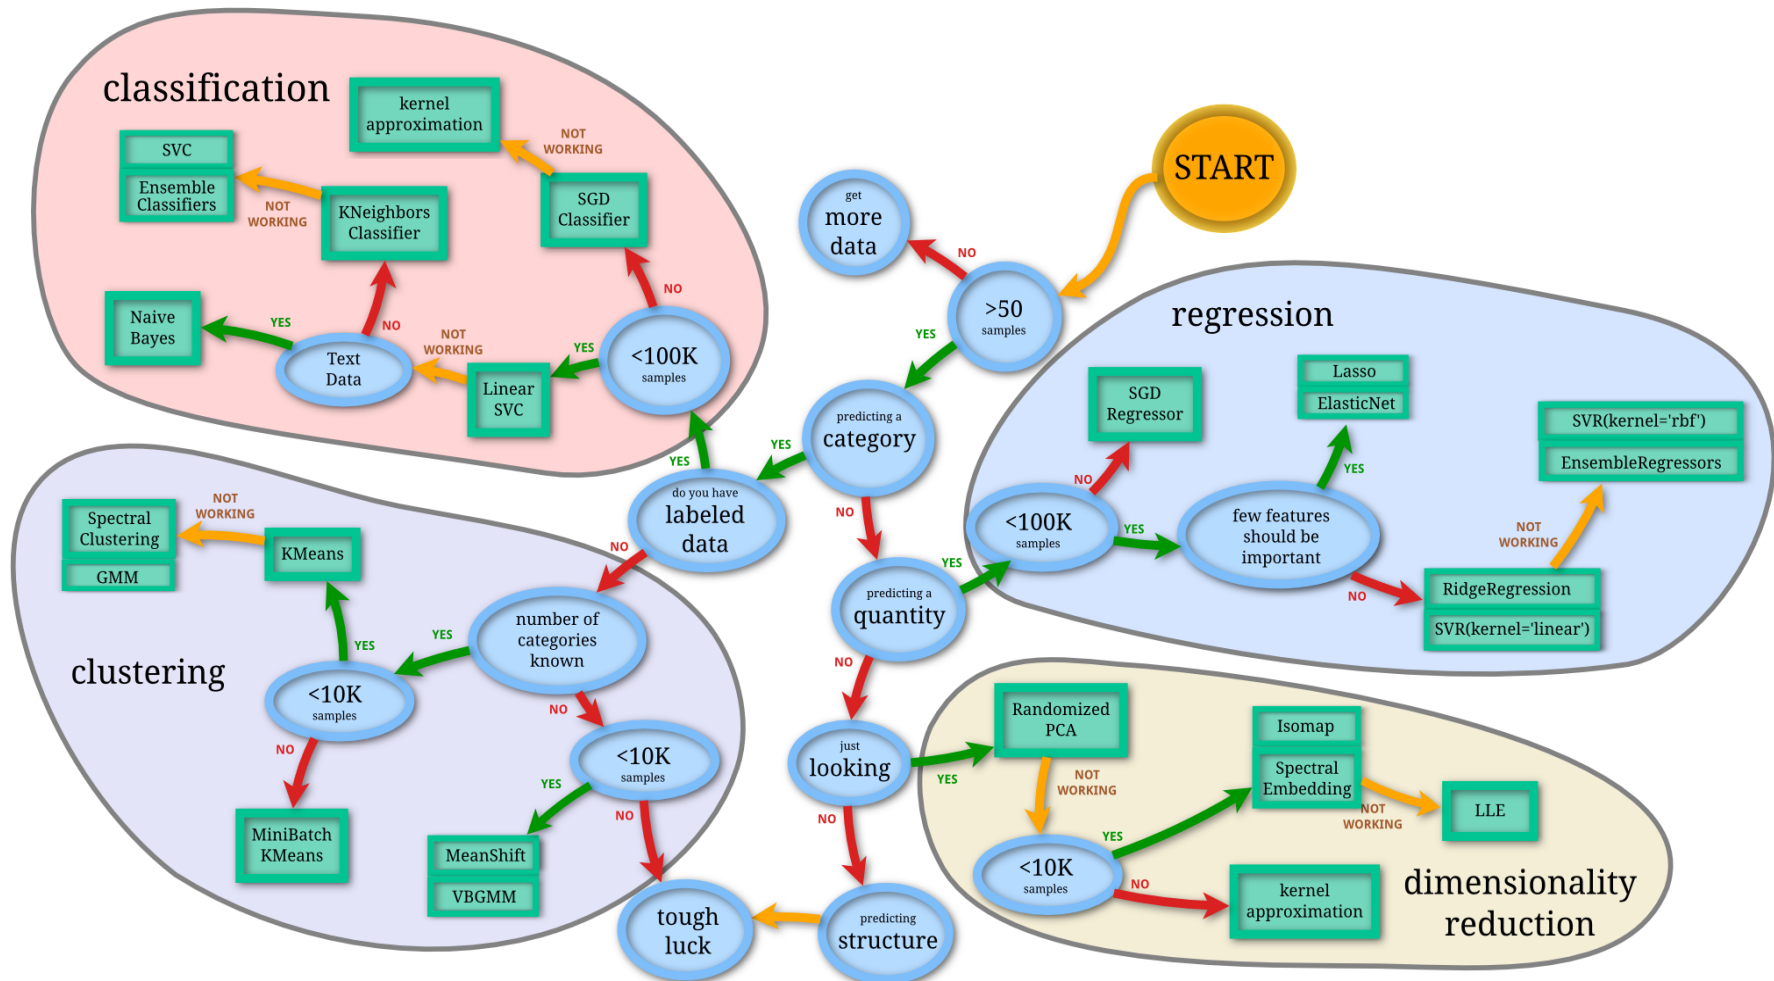 classification
kernel
approximation
NOT
WORKING
SVC
Ensemble
Classifiers
NOT
WORKING
KNeighbors
Classifier
SGD
Classifier
NO
Naive
Bayes
YES
NO
Text
Data
NOT
WORKING
Linear
SVC
YES
<100K
samples
YES
START
get
more
data
NO
>50
samples
YES
predicting a
category
YES
NO
do you have
labeled
data
NO
regression
SGD
Regressor
Lasso
ElasticNet
SVR(kernel='rbf')
EnsembleRegressors
NO
YES
<100K
samples
YES
few features
should be
important
NOT
WORKING
NO
RidgeRegression
SVR(kernel='linear')
YES
predicting a
quantity
NO
clustering
Spectral
Clustering
GMM
NOT
WORKING
KMeans
YES
number of
categories
known
YES
NO
<10K
samples
NO
MiniBatch
KMeans
<10K
samples
YES
NO
MeanShift
VBGMM
tough
luck
just
looking
YES
NO
predicting
structure
Randomized
PCA
NOT
WORKING
<10K
samples
YES
NO
Isomap
Spectral
Embedding
NOT
WORKING
LLE
kernel
approximation
dimensionality
reduction